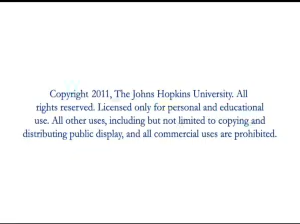 Copyright 2011, The Johns Hopkins University. All
rights reserved. Licensed only for personal and educational
use. All other uses, including but not limited to copying and
distributing public display, and all commercial uses are prohibited.